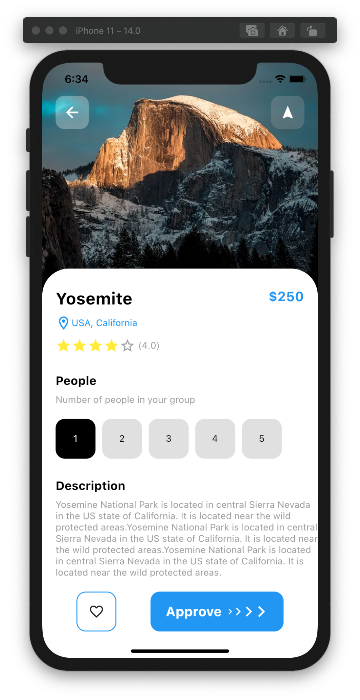 iPhone 11 – 14.0
6:34
Yosemite
$250
USA, California
(4.0)
People
Number of people in your group
1 2 3 4 5
Description
Yosemine National Park is located in central Sierra Nevada
in the US state of California. It is located near the wild
protected areas.Yosemine National Park is located in central
Sierra Nevada in the US state of California. It is located near
the wild protected areas.Yosemine National Park is located
in central Sierra Nevada in the US state of California. It is
located near the wild protected areas.
Approve